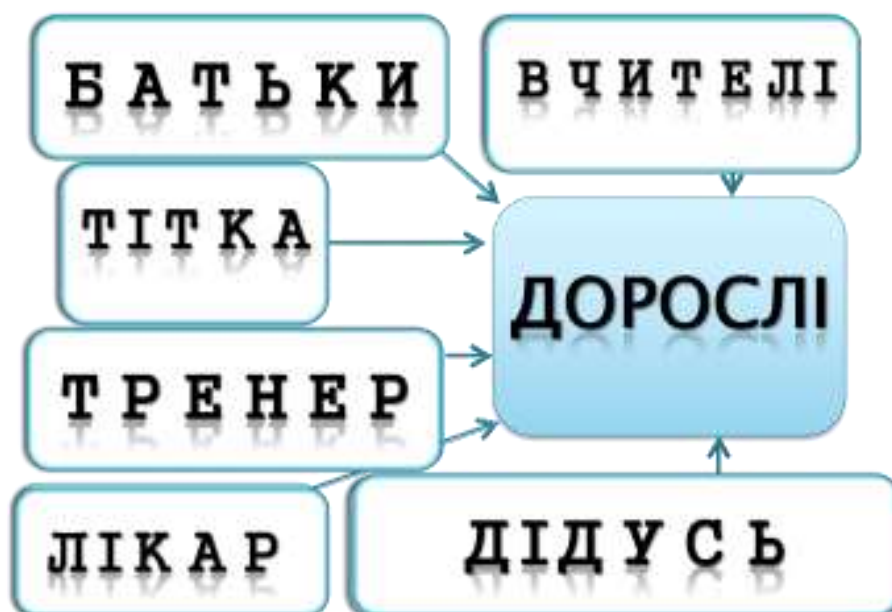 БАТЬКИ
ВЧИТЕЛІ
ТІТКА
ДОРОСЛІ
ТРЕНЕР
ЛІКАР
ДІДУСЬ